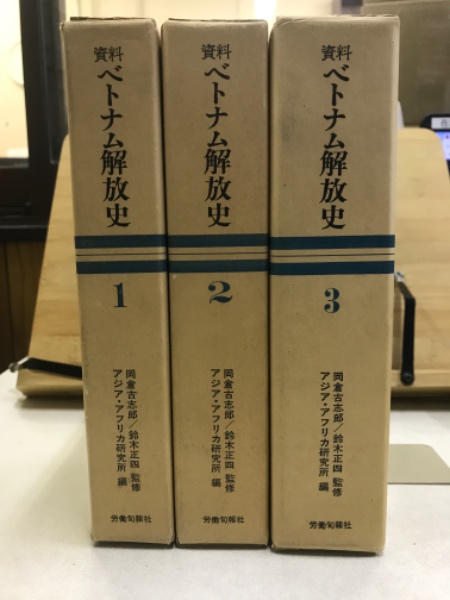 資料
ベトナム解放史
1
岡倉古志郎／鈴木正四 監修
アジア・アフリカ研究所 編
労働旬報社
資料
ベトナム解放史
2
岡倉古志郎／鈴木正四 監修
アジア・アフリカ研究所 編
労働旬報社
資料
ベトナム解放史
3
岡倉古志郎／鈴木正四 監修
アジア・アフリカ研究所 編
労働旬報社